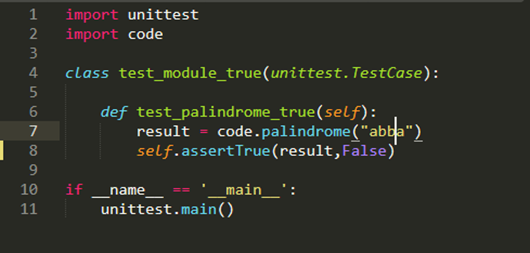 1 import unittest
2 import code
3
4 class test_module_true(unittest.TestCase):
5
6 def test_palindrome_true(self):
7 result = code.palindrome("abba")
8 self.assertTrue(result,False)
9
10 if __name__ == '__main__':
11 unittest.main()